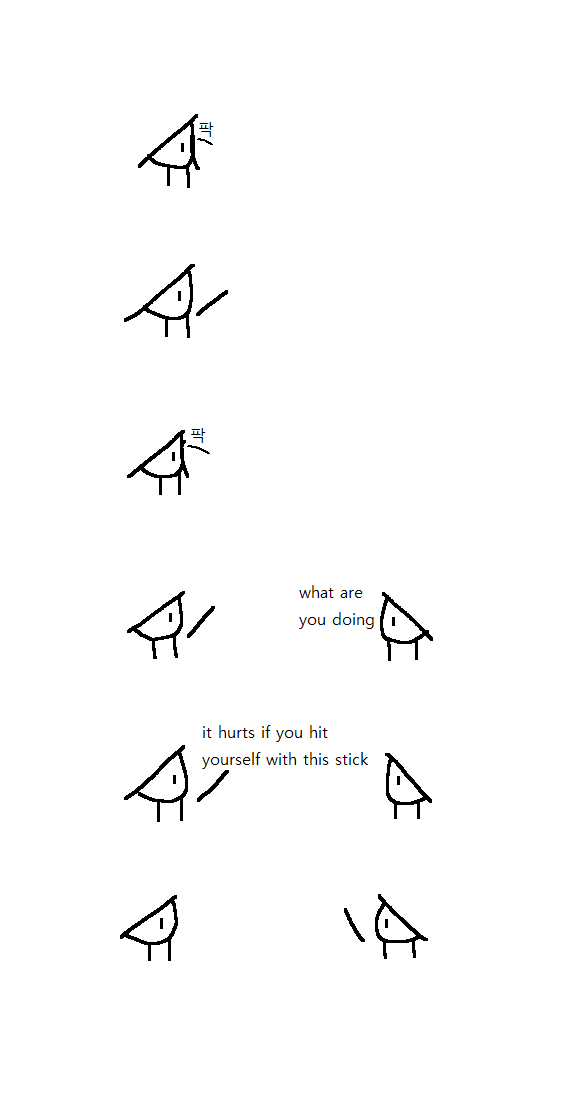 팍
팍
what are
you doing
it hurts if you hit
yourself with this stick